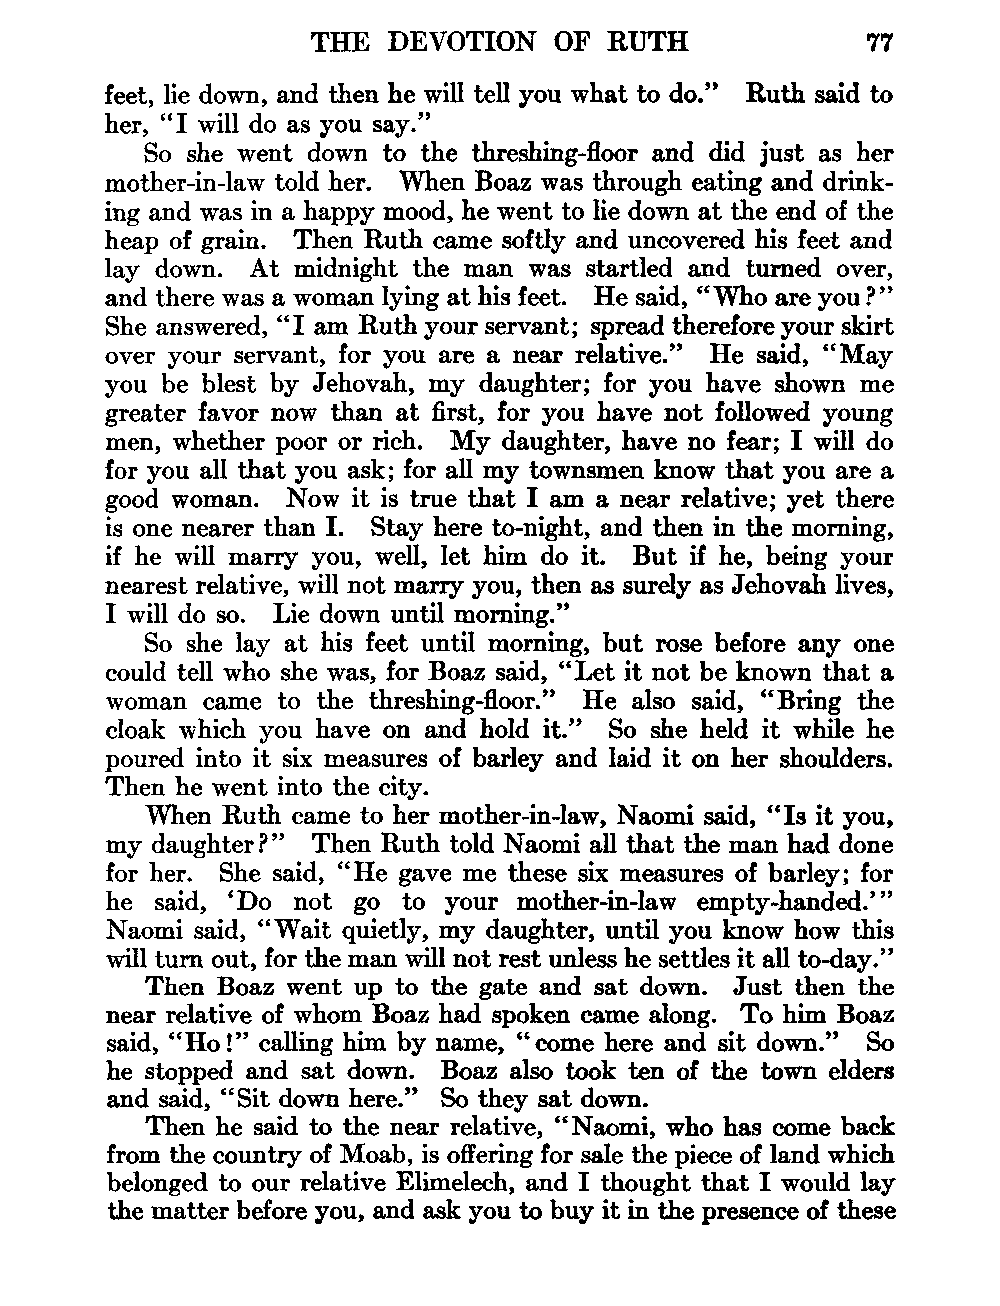 THE DEVOTION OF RUTH 77
feet, lie down, and then he will tell you what to do.” Ruth said to
her, “I will do as you say.”
So she went down to the threshing-floor and did just as her
mother-in-law told her. When Boaz was through eating and drink-
ing and was in a happy mood, he went to lie down at the end of the
heap of grain. Then Ruth came softly and uncovered his feet and
lay down. At midnight the man was startled and turned over,
and there was a woman lying at his feet. He said, “Who are you?”
She answered, “I am Ruth your servant; spread therefore your skirt
over your servant, for you are a near relative.” He said, “May
you be blest by Jehovah, my daughter; for you have shown me
greater favor now than at first, for you have not followed young
men, whether poor or rich. My daughter, have no fear; I will do
for you all that you ask; for all my townsmen know that you are a
good woman. Now it is true that I am a near relative; yet there
is one nearer than I. Stay here to-night, and then in the morning,
if he will marry you, well, let him do it. But if he, being your
nearest relative, will not marry you, then as surely as Jehovah lives,
I will do so. Lie down until morning.”
So she lay at his feet until morning, but rose before any one
could tell who she was, for Boaz said, “Let it not be known that a
woman came to the threshing-floor.” He also said, “Bring the
cloak which you have on and hold it.” So she held it while he
poured into it six measures of barley and laid it on her shoulders.
Then he went into the city.
When Ruth came to her mother-in-law, Naomi said, “Is it you,
my daughter?” Then Ruth told Naomi all that the man had done
for her. She said, “He gave me these six measures of barley; for
he said, ‘Do not go to your mother-in-law empty-handed.’”
Naomi said, “Wait quietly, my daughter, until you know how this
will turn out, for the man will not rest unless he settles it all to-day.”
Then Boaz went up to the gate and sat down. Just then the
near relative of whom Boaz had spoken came along. To him Boaz
said, “Ho!” calling him by name, “come here and sit down.” So
he stopped and sat down. Boaz also took ten of the town elders
and said, “Sit down here.” So they sat down.
Then he said to the near relative, “Naomi, who has come back
from the country of Moab, is offering for sale the piece of land which
belonged to our relative Elimelech, and I thought that I would lay
the matter before you, and ask you to buy it in the presence of these